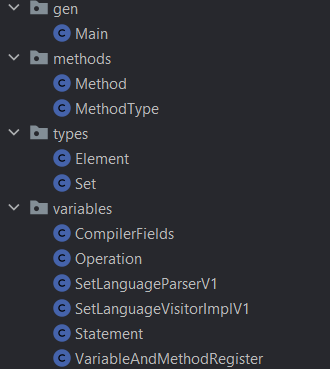 gen
Main
methods
Method
MethodType
types
Element
Set
variables
CompilerFields
Operation
SetLanguageParserV1
SetLanguageVisitorImplV1
Statement
VariableAndMethodRegister